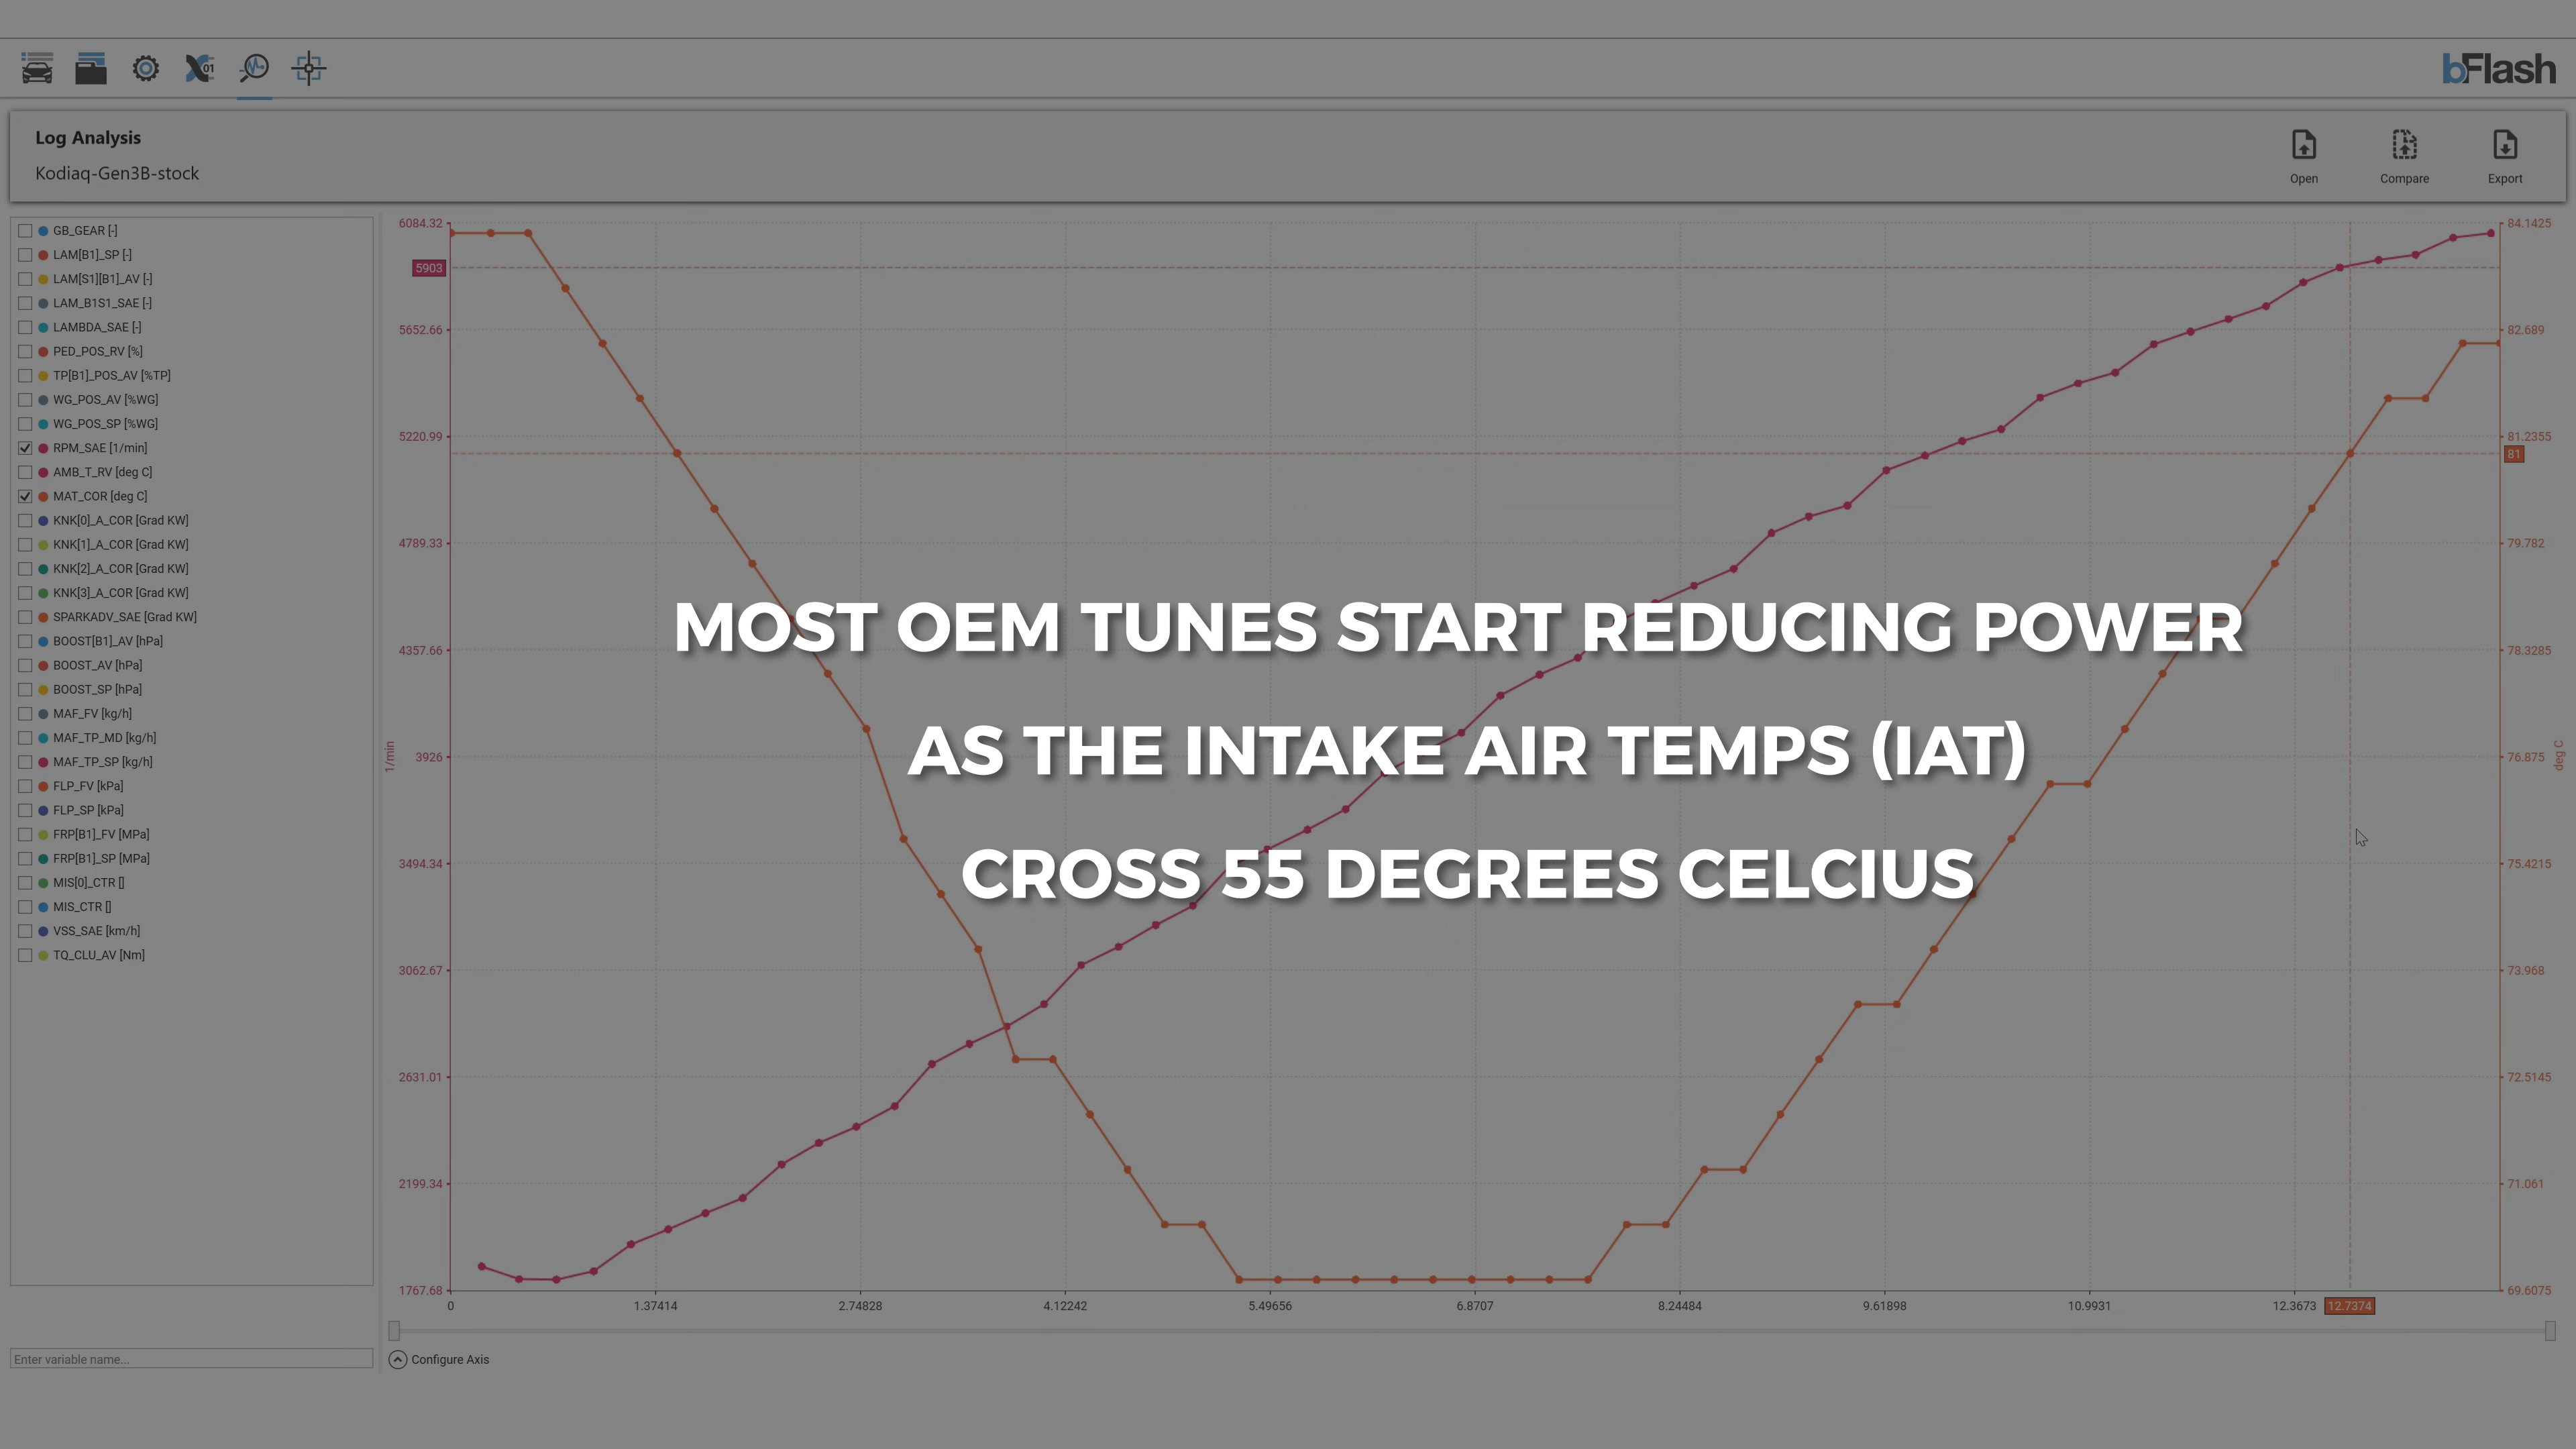 bFlash
Log Analysis
Kodiaq-Gen3B-stock
Open
Compare
Export
GB_GEAR [-]
LAM[B1]_SP [-]
LAM[S1][B1]_AV [-]
LAM_B1S1_SAE [-]
LAMBDA_SAE [-]
PED_POS_RV [%]
TP[B1]_POS_AV [%TP]
WG_POS_AV [%WG]
WG_POS_SP [%WG]
RPM_SAE [1/min]
AMB_T_RV [deg C]
MAT_COR [deg C]
KNK[0]_A_COR [Grad KW]
KNK[1]_A_COR [Grad KW]
KNK[2]_A_COR [Grad KW]
KNK[3]_A_COR [Grad KW]
SPARKADV_SAE [Grad KW]
BOOST[B1]_AV [hPa]
BOOST_AV [hPa]
BOOST_SP [hPa]
MAF_FV [kg/h]
MAF_TP_MD [kg/h]
MAF_TP_SP [kg/h]
FLP_FV [kPa]
FLP_SP [kPa]
FRP[B1]_FV [MPa]
FRP[B1]_SP [MPa]
MIS[0]_CTR []
MIS_CTR []
VSS_SAE [km/h]
TQ_CLU_AV [Nm]
Enter variable name...
6084.32
5903
5652.66
5220.99
4789.33
4357.66
3926
3494.34
3062.67
2631.01
2199.34
1767.68
1/min
MOST OEM TUNES START REDUCING POWER
AS THE INTAKE AIR TEMPS (IAT)
CROSS 55 DEGREES CELCIUS
84.1425
82.689
81.2355
81
79.782
78.3285
76.875
75.4215
73.968
72.5145
71.061
69.6075
deg C
0 1.37414 2.74828 4.12242 5.49656 6.8707 8.24484 9.61898 10.9931 12.3673 12.7374
Configure Axis